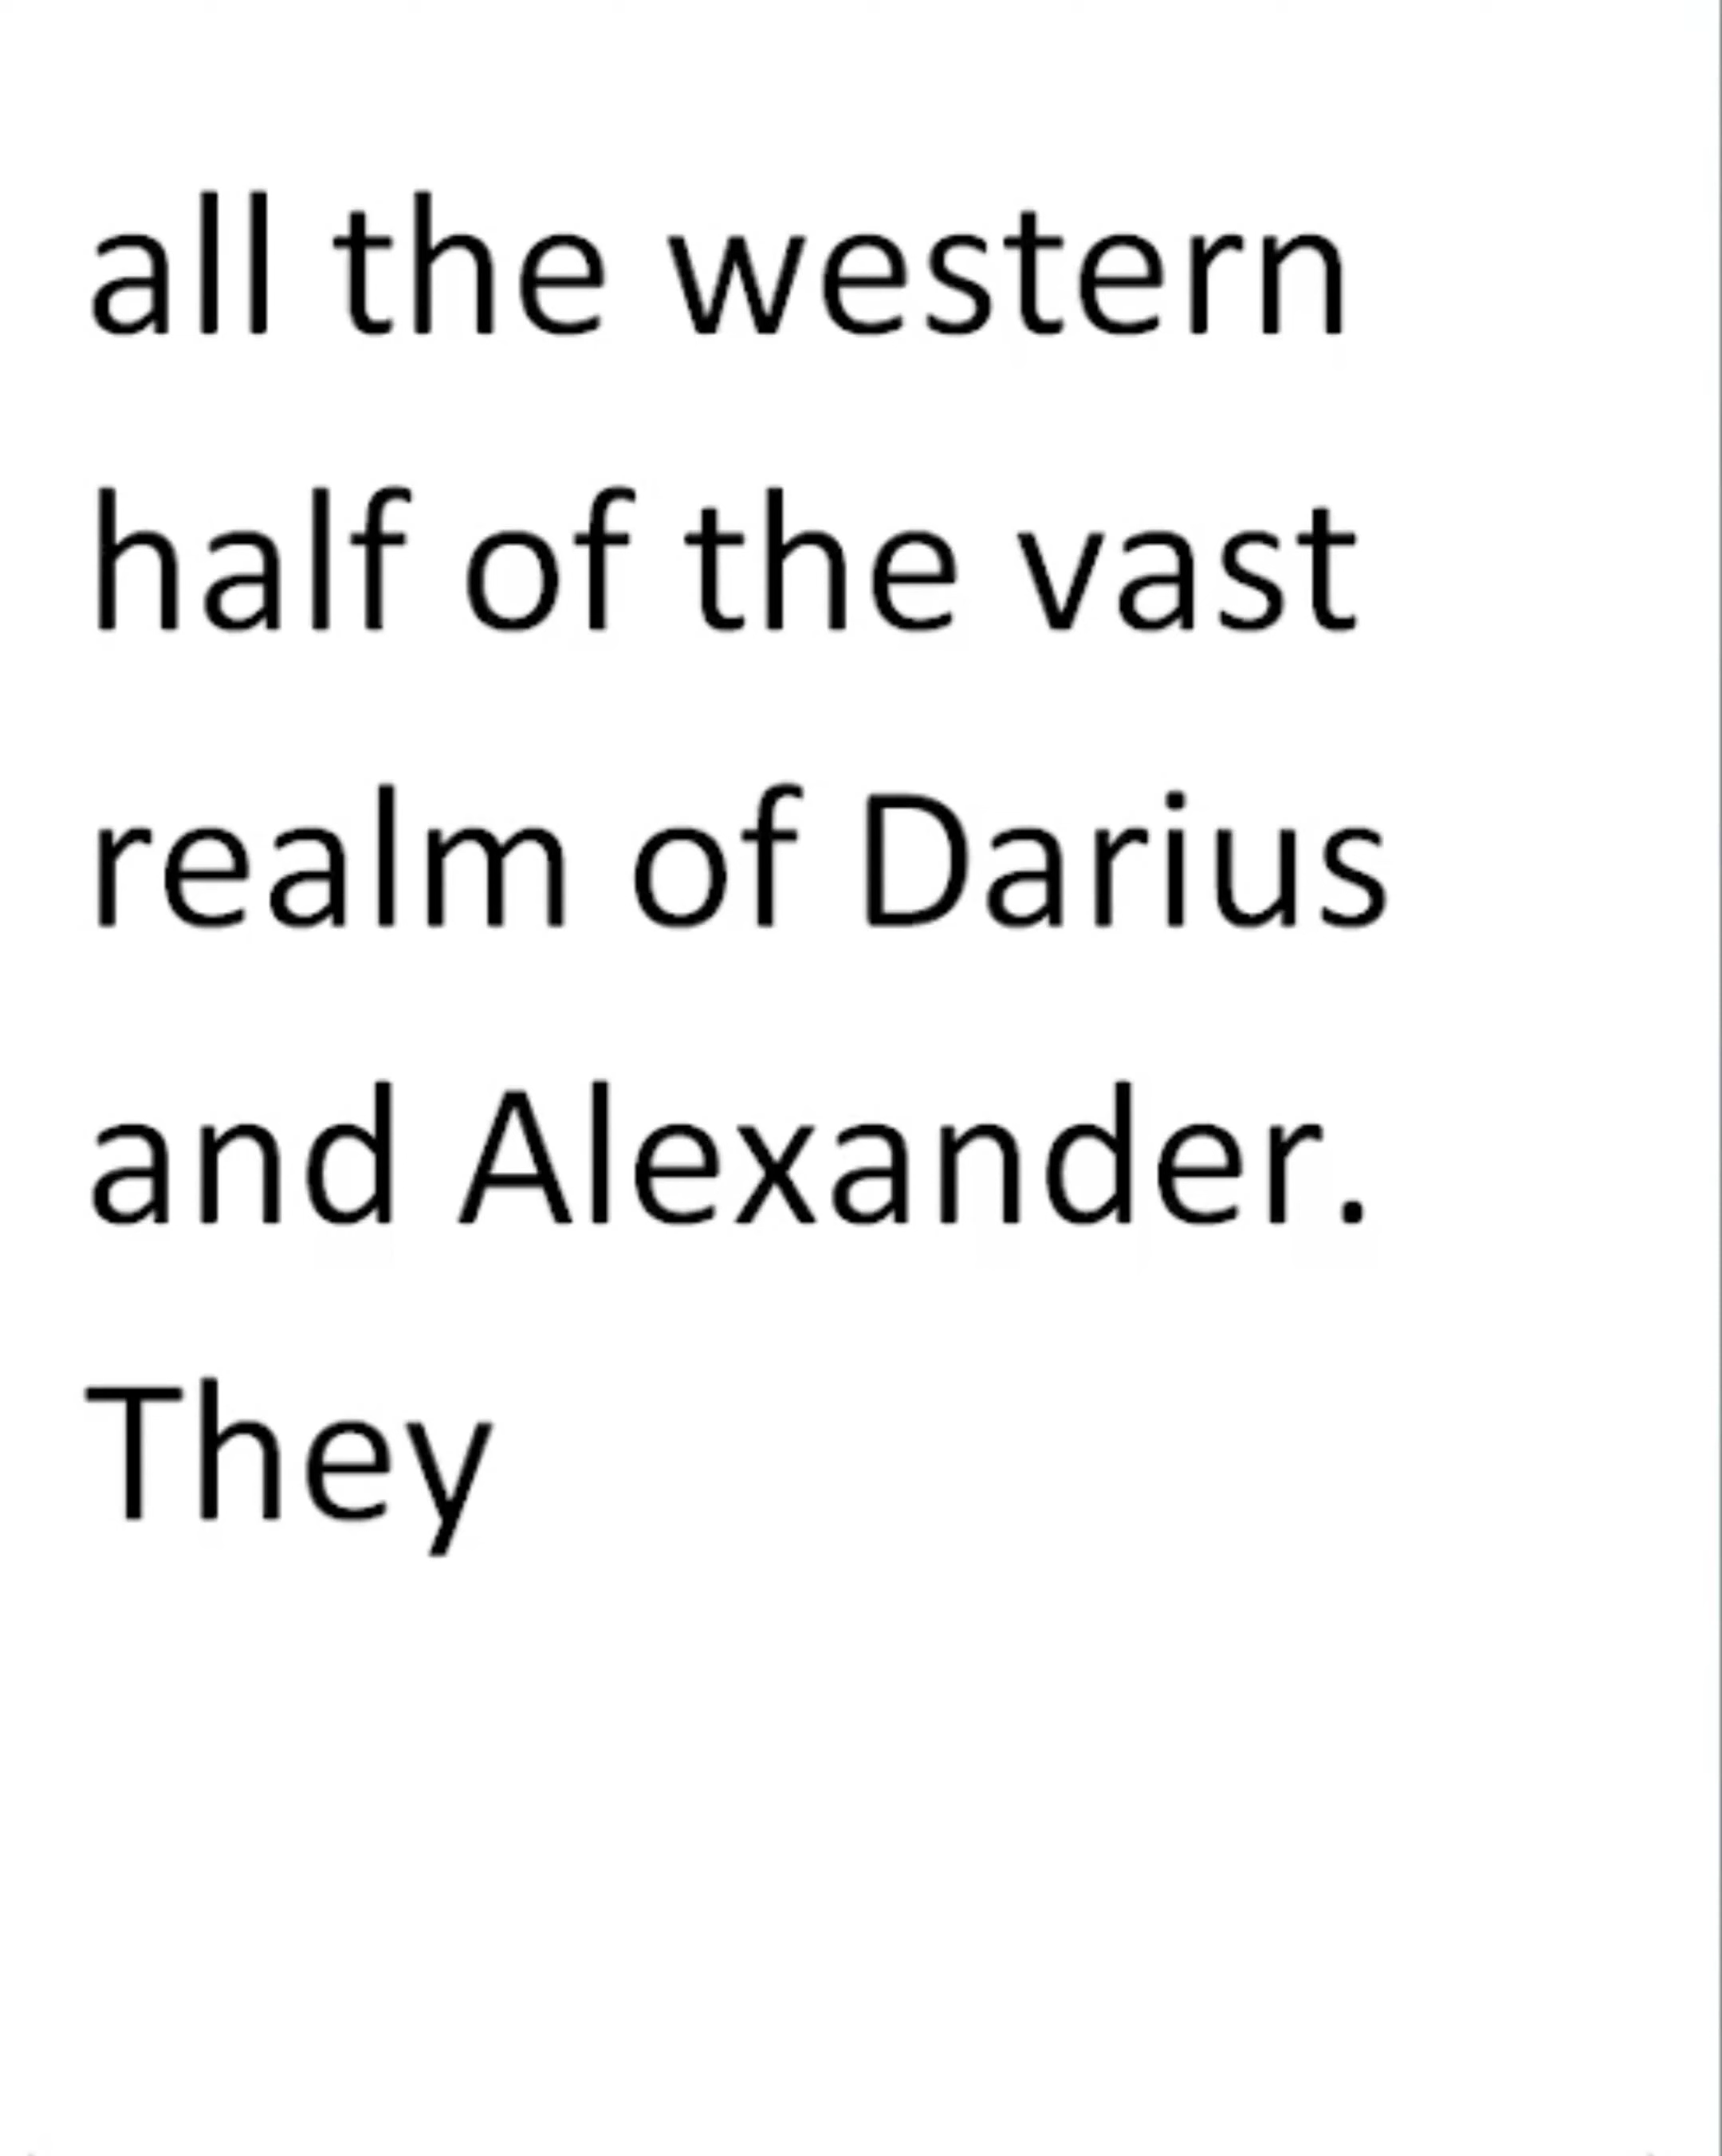 all the western
half of the vast
realm of Darius
and Alexander.
They